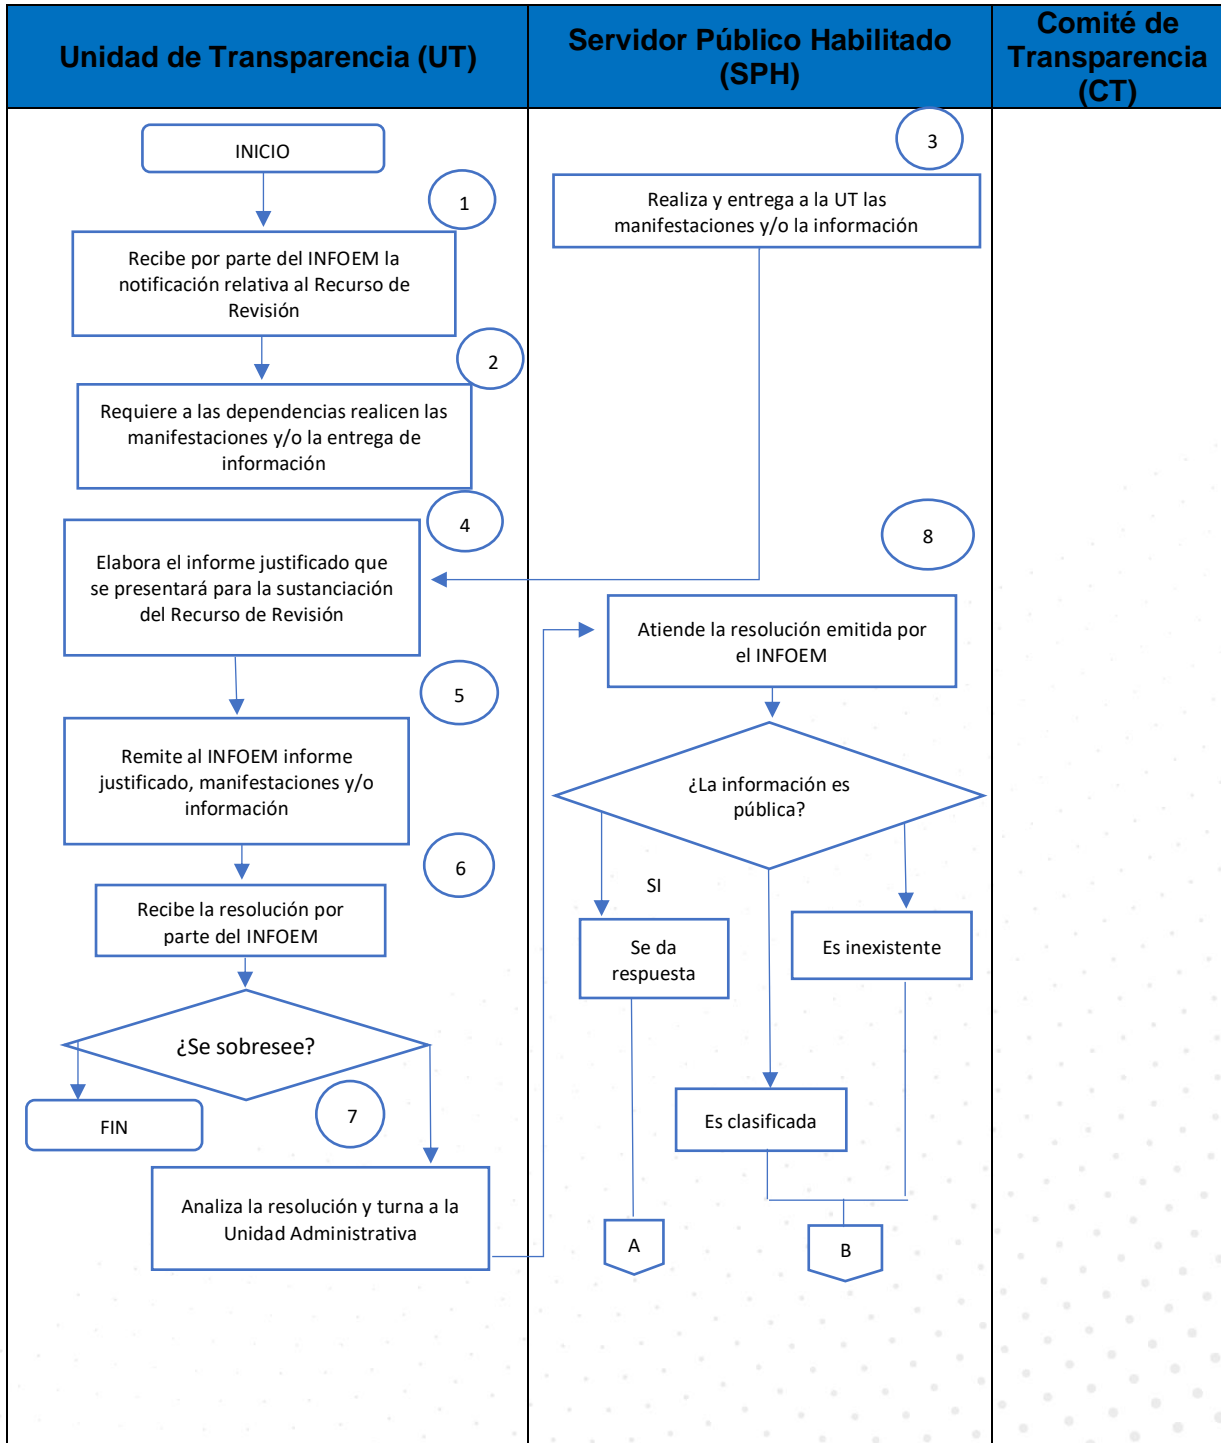 Unidad de Transparencia (UT)
Servidor Público Habilitado
(SPH)
Comité de
Transparencia
(CT)
INICIO
1
Recibe por parte del INFOEM la
notificación relativa al Recurso de
Revisión
2
Requiere a las dependencias realicen las
manifestaciones y/o la entrega de
información
3
Realiza y entrega a la UT las
manifestaciones y/o la información
4
Elabora el informe justificado que
se presentará para la sustanciación
del Recurso de Revisión
5
Remite al INFOEM informe
justificado, manifestaciones y/o
información
6
Recibe la resolución por
parte del INFOEM
¿Se sobresee?
FIN
7
Analiza la resolución y turna a la
Unidad Administrativa
8
Atiende la resolución emitida por
el INFOEM
¿La información es
pública?
SI
Se da
respuesta
Es inexistente
Es clasificada
A
B